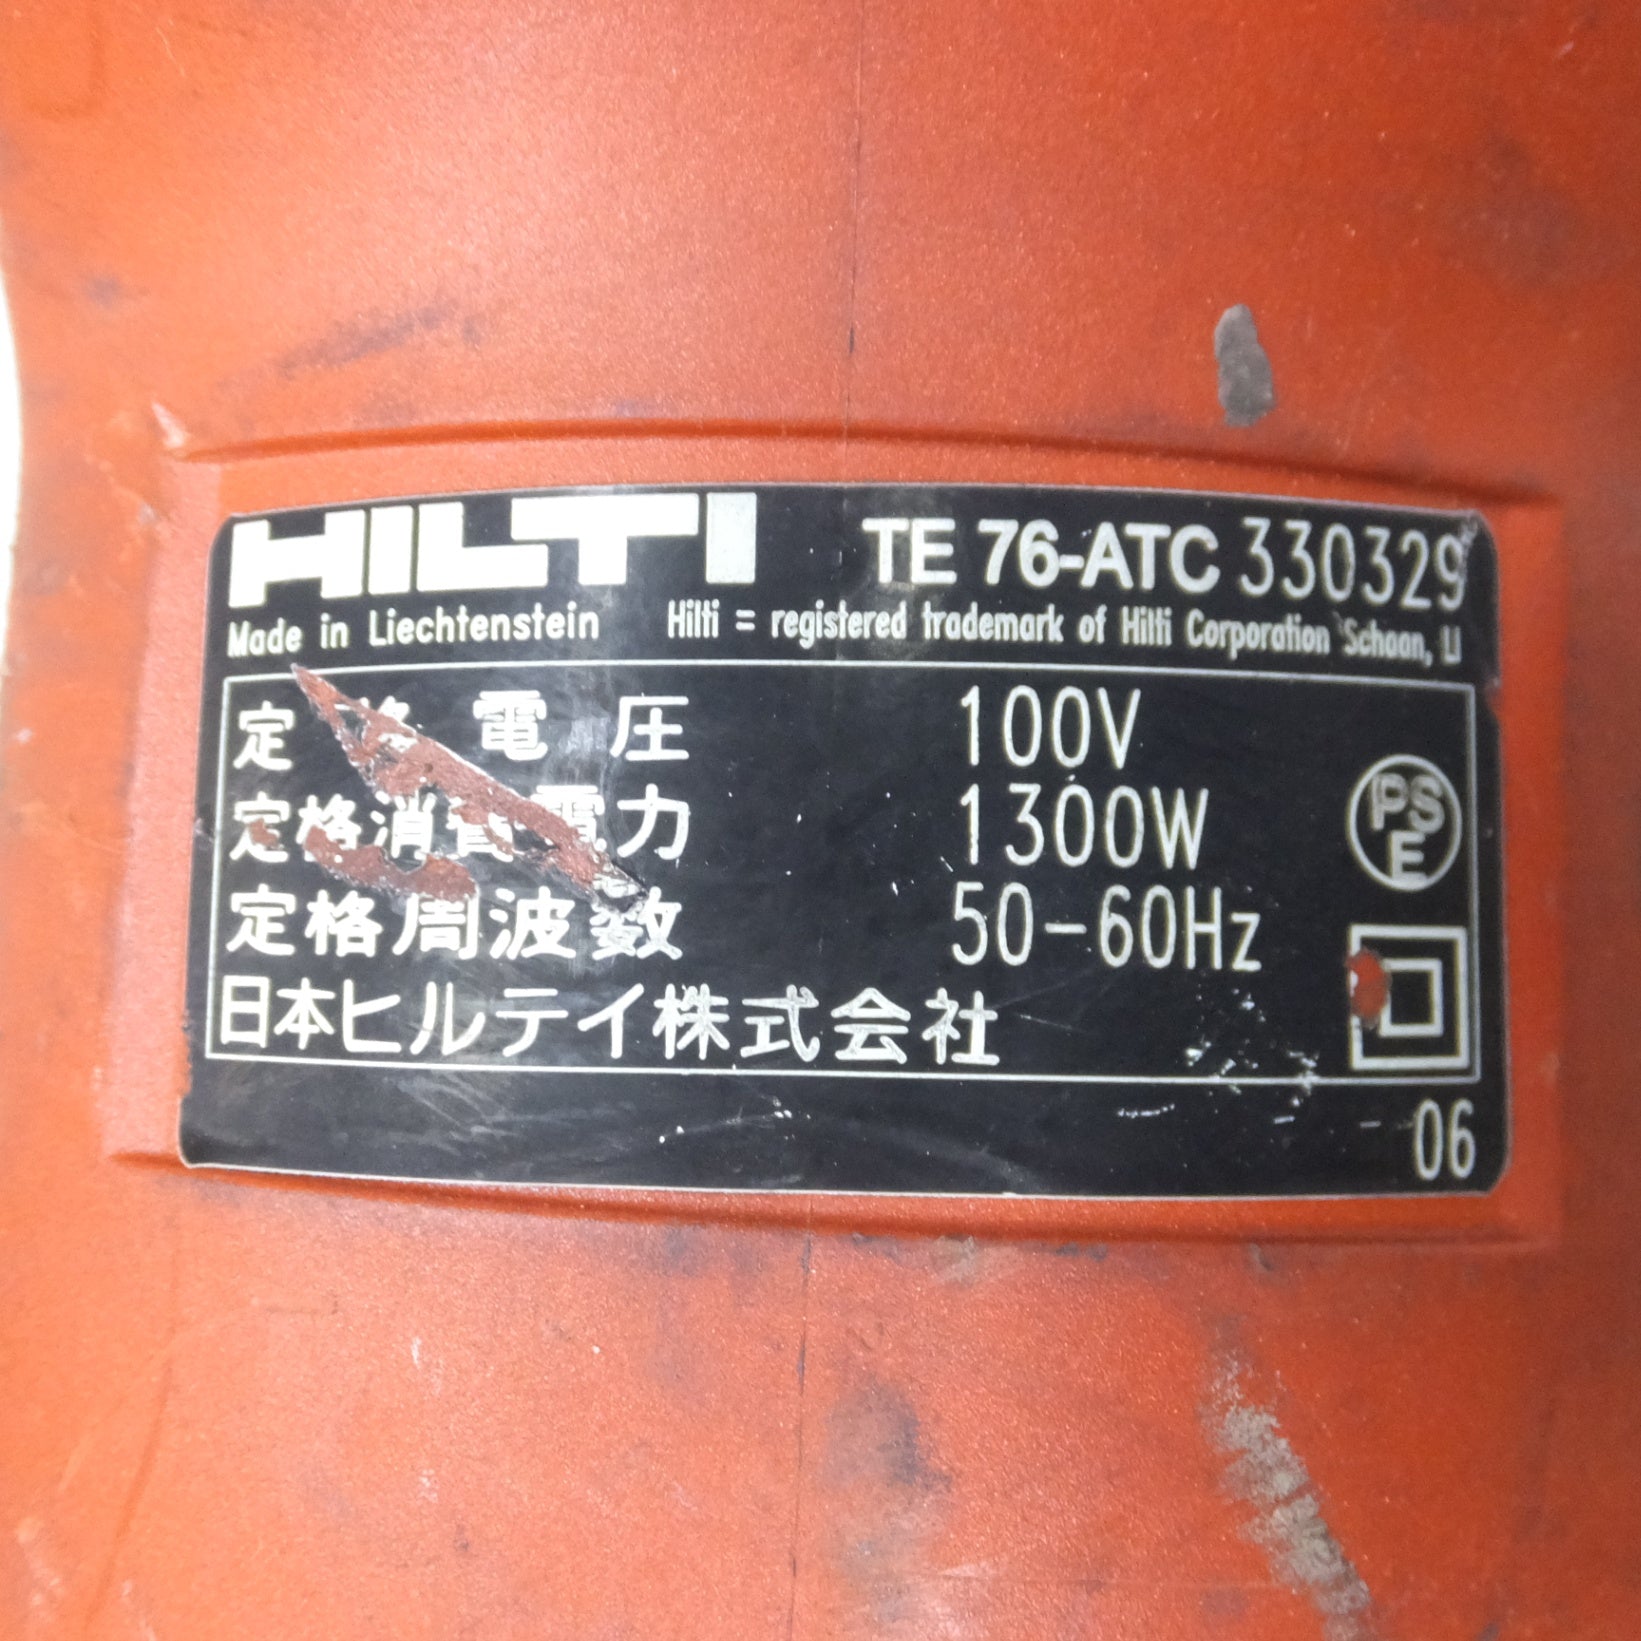 HILTI TE 76-ATC 330329
Made in Liechtenstein Hilti = registered trademark of Hilti Corporation Schaan, LI
定格電圧 100V
定格消費電力 1300W
PSE
定格周波数 50-60Hz
日本ヒルティ株式会社
06